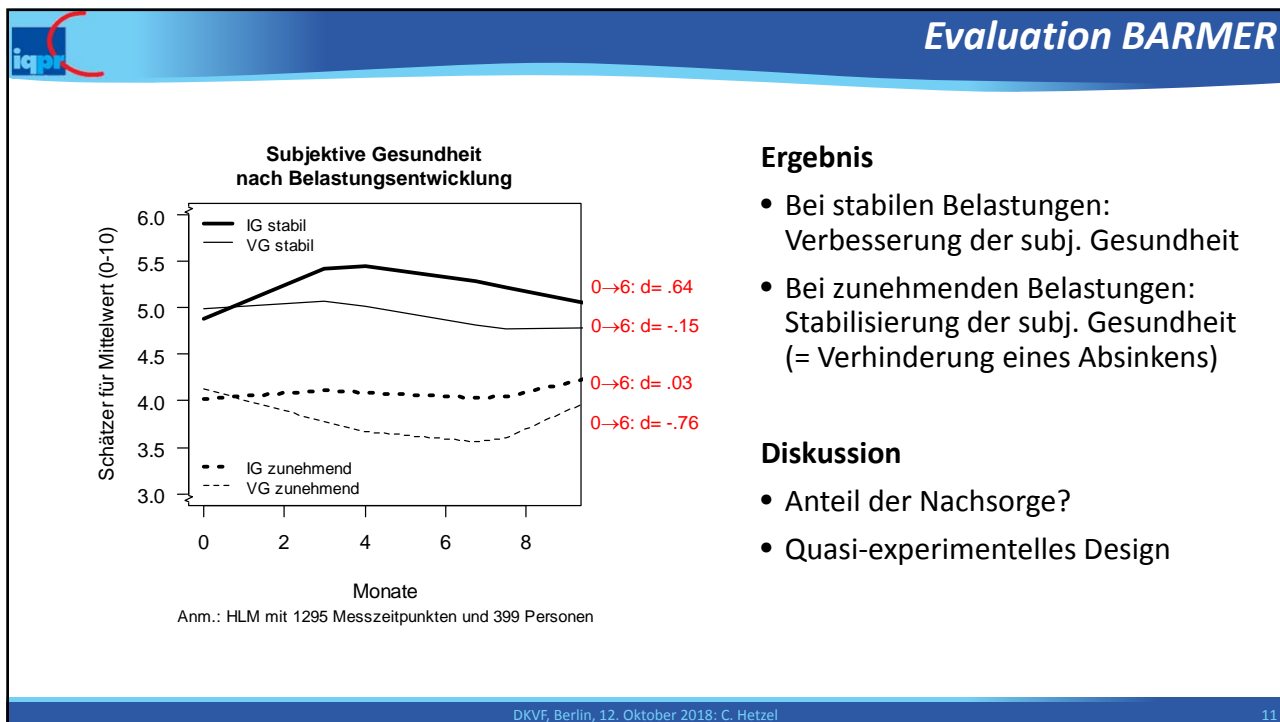 iqpr
Evaluation BARMER
Subjektive Gesundheit
nach Belastungsentwicklung
Schätzer für Mittelwert (0-10)
6.0
5.5
5.0
4.5
4.0
3.5
3.0
IG stabil
VG stabil
IG zunehmend
VG zunehmend
0→6: d= .64
0→6: d= -.15
0→6: d= .03
0→6: d= -.76
0 2 4 6 8
Monate
Anm.: HLM mit 1295 Messzeitpunkten und 399 Personen
Ergebnis
• Bei stabilen Belastungen:
Verbesserung der subj. Gesundheit
• Bei zunehmenden Belastungen:
Stabilisierung der subj. Gesundheit
(= Verhinderung eines Absinkens)
Diskussion
• Anteil der Nachsorge?
• Quasi-experimentelles Design
DKVF, Berlin, 12. Oktober 2018: C. Hetzel
11